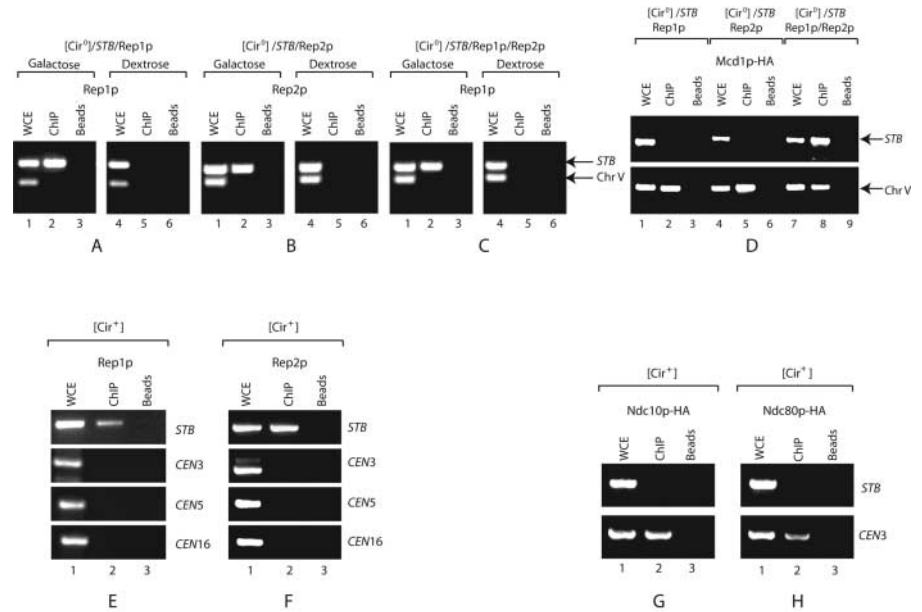 [Cir⁰]/STB/Rep1p
Galactose Dextrose
Rep1p
WCE ChIP Beads WCE ChIP Beads
1 2 3 4 5 6
A
[Cir⁰] /STB/Rep2p
Galactose Dextrose
Rep2p
WCE ChIP Beads WCE ChIP Beads
1 2 3 4 5 6
B
[Cir⁰] /STB/Rep1p/Rep2p
Galactose Dextrose
Rep1p
WCE ChIP Beads WCE ChIP Beads
STB
Chr V
1 2 3 4 5 6
C
[Cir⁰] /STB [Cir⁰] /STB [Cir⁰] /STB
Rep1p Rep2p Rep1p/Rep2p
Mcd1p-HA
WCE ChIP Beads WCE ChIP Beads WCE ChIP Beads
STB
Chr V
1 2 3 4 5 6 7 8 9
D
[Cir⁺]
Rep1p
WCE ChIP Beads
STB
CEN3
CEN5
CEN16
1 2 3
E
[Cir⁺]
Rep2p
WCE ChIP Beads
STB
CEN3
CEN5
CEN16
1 2 3
F
[Cir⁺]
Ndc10p-HA
WCE ChIP Beads
1 2 3
G
[Cir⁺]
Ndc80p-HA
WCE ChIP Beads
STB
CEN3
1 2 3
H